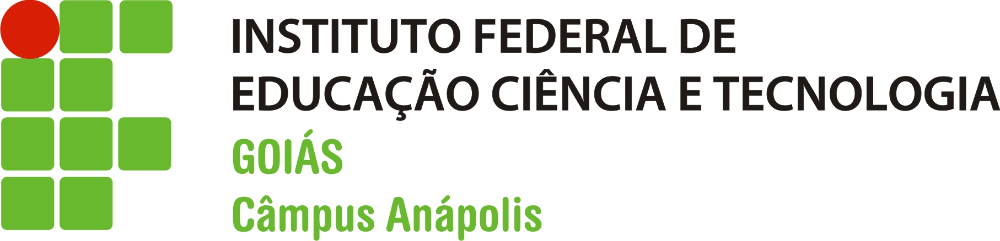 INSTITUTO FEDERAL DE
EDUCAÇÃO CIÊNCIA E TECNOLOGIA
GOIÁS
Câmpus Anápolis